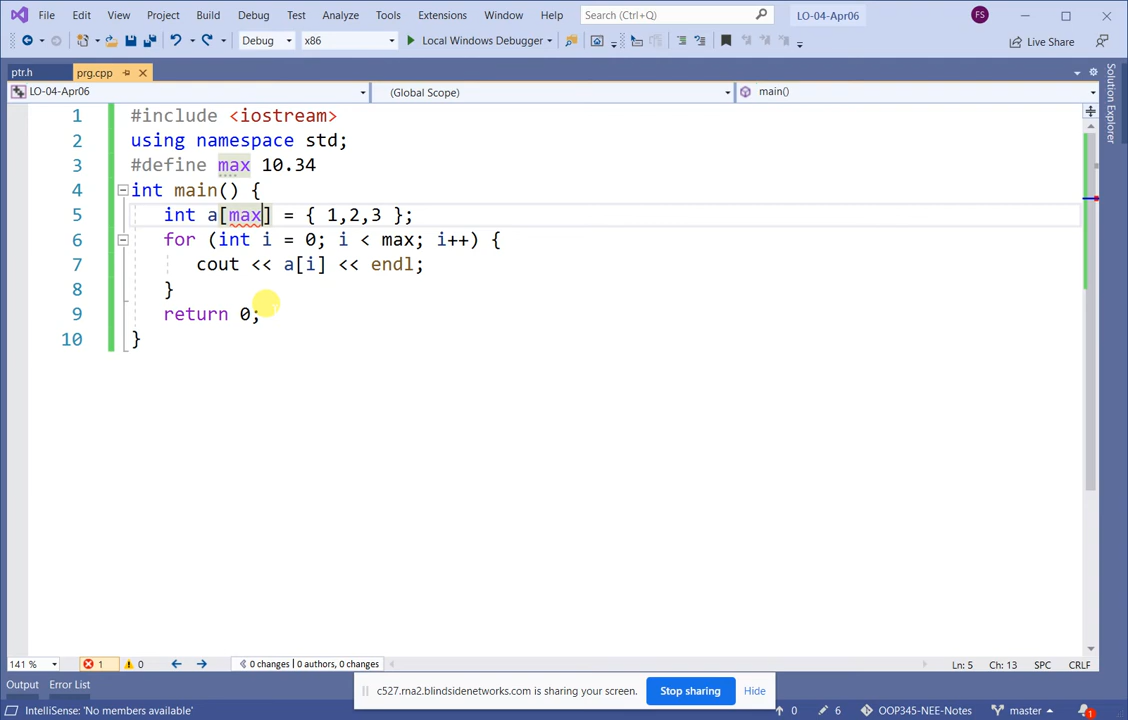 File Edit View Project Build Debug Test Analyze Tools Extensions Window Help Search (Ctrl+Q) LO-04-Apr06 FS
Debug x86 Local Windows Debugger Live Share
ptr.h prg.cpp
LO-04-Apr06 (Global Scope) main()
Solution Explorer
1 #include <iostream>
2 using namespace std;
3 #define max 10.34
4 int main() {
5 int a[max] = { 1,2,3 };
6 for (int i = 0; i < max; i++) {
7 cout << a[i] << endl;
8 }
9 return 0;
10 }
141 % 1 0 0 changes | 0 authors, 0 changes Ln: 5 Ch: 13 SPC CRLF
Output Error List
c527.rna2.blindsidenetworks.com is sharing your screen. Stop sharing Hide
IntelliSense: 'No members available' 0 6 OOP345-NEE-Notes master 1